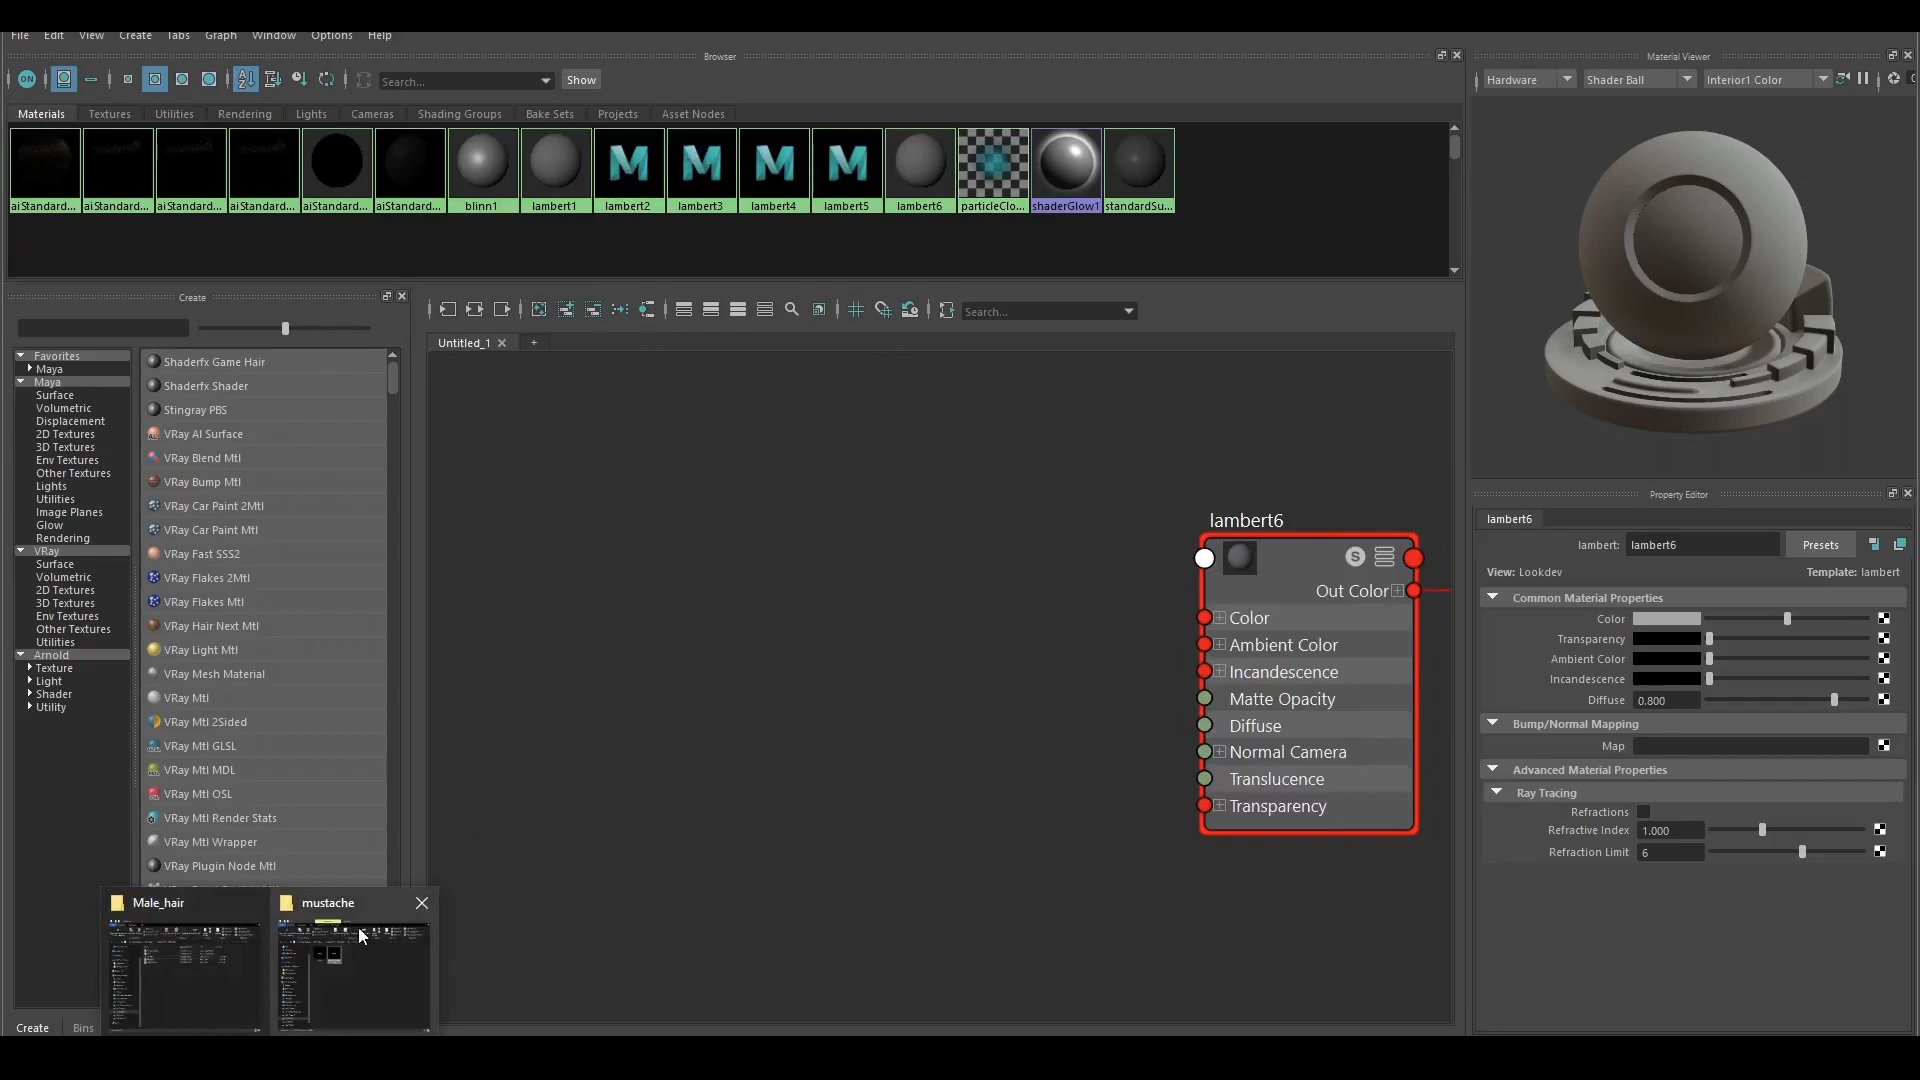 File Edit View Create Tabs Graph Window Options Help
Browser
ON Search... Show
Materials Textures Utilities Rendering Lights Cameras Shading Groups Bake Sets Projects Asset Nodes
aiStandard... aiStandard... aiStandard... aiStandard... aiStandard... aiStandard... blinn1 lambert1 lambert2 lambert3 lambert4 lambert5 lambert6 particleClo... shaderGlow1 standardSu...
Material Viewer
Hardware Shader Ball Interior1 Color
Create
Favorites
Maya
Maya
Surface
Volumetric
Displacement
2D Textures
3D Textures
Env Textures
Other Textures
Lights
Utilities
Image Planes
Glow
Rendering
VRay
Surface
Volumetric
2D Textures
3D Textures
Env Textures
Other Textures
Utilities
Arnold
Texture
Light
Shader
Utility
Shaderfx Game Hair
Shaderfx Shader
Stingray PBS
VRay Al Surface
VRay Blend Mtl
VRay Bump Mtl
VRay Car Paint 2Mtl
VRay Car Paint Mtl
VRay Fast SSS2
VRay Flakes 2Mtl
VRay Flakes Mtl
VRay Hair Next Mtl
VRay Light Mtl
VRay Mesh Material
VRay Mtl
VRay Mtl 2Sided
VRay Mtl GLSL
VRay Mtl MDL
VRay Mtl OSL
VRay Mtl Render Stats
VRay Mtl Wrapper
VRay Plugin Node Mtl
Male_hair mustache
Create Bins
Search...
Untitled_1 +
lambert6
S
Out Color
Color
Ambient Color
Incandescence
Matte Opacity
Diffuse
Normal Camera
Translucence
Transparency
Property Editor
lambert6
lambert: lambert6 Presets
View: Lookdev Template: lambert
Common Material Properties
Color
Transparency
Ambient Color
Incandescence
Diffuse 0.800
Bump/Normal Mapping
Map
Advanced Material Properties
Ray Tracing
Refractions
Refractive Index 1.000
Refraction Limit 6